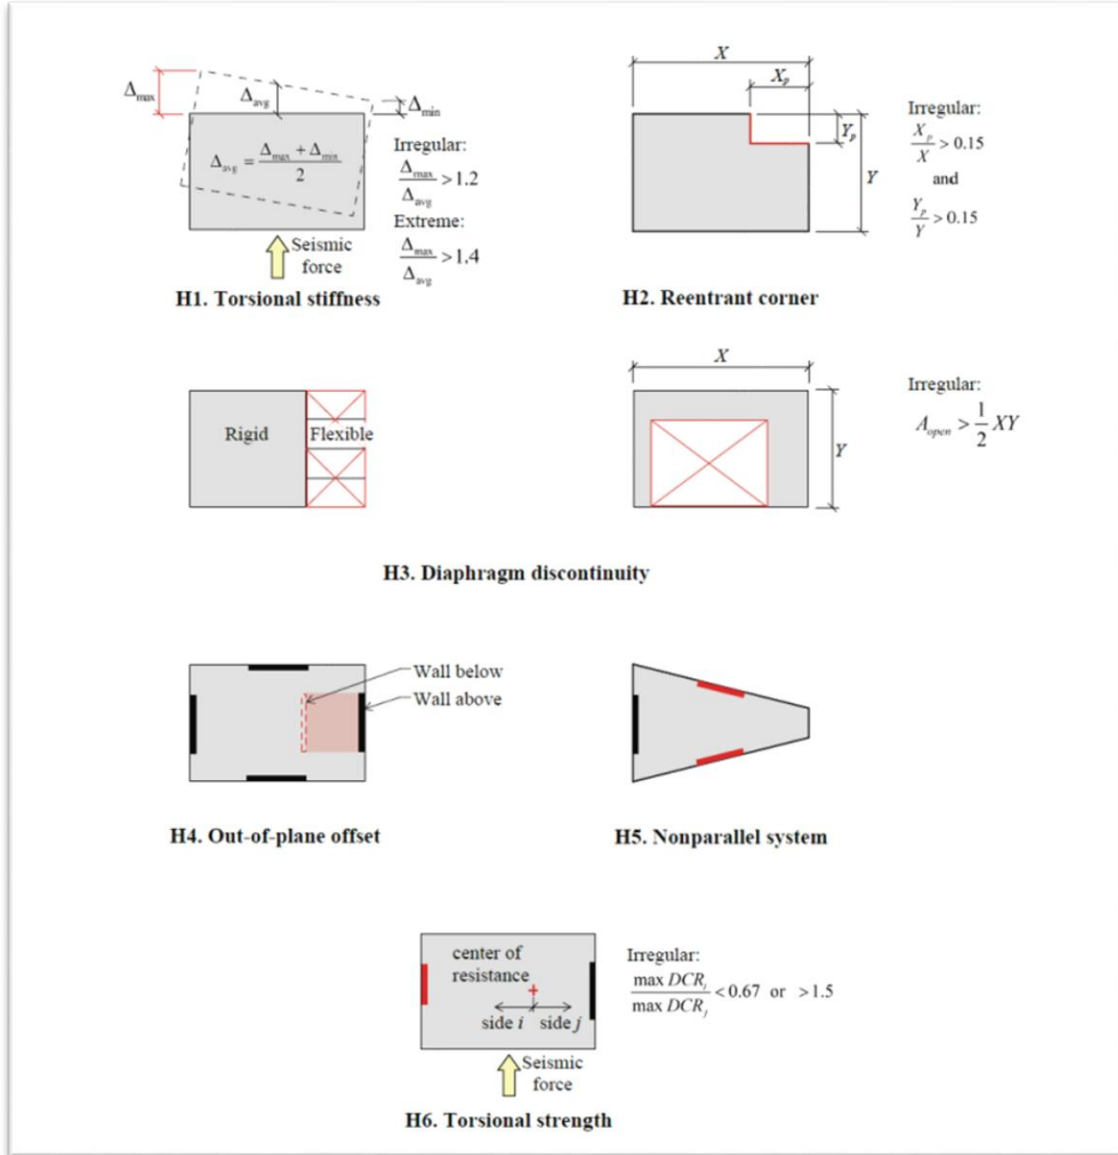 Δmax
Δavg
Δmin
Δavg = (Δmax + Δmin) / 2
Irregular:
Δmax / Δavg > 1.2
Extreme:
Δmax / Δavg > 1.4
Seismic
force
H1. Torsional stiffness
X
Xp
Yp
Y
Irregular:
Xp / X > 0.15
and
Yp / Y > 0.15
H2. Reentrant corner
Rigid
Flexible
X
Y
Irregular:
Aopen > 1/2 XY
H3. Diaphragm discontinuity
Wall below
Wall above
H4. Out-of-plane offset
H5. Nonparallel system
center of
resistance
side i side j
Seismic
force
Irregular:
max DCRi / max DCRj < 0.67 or > 1.5
H6. Torsional strength